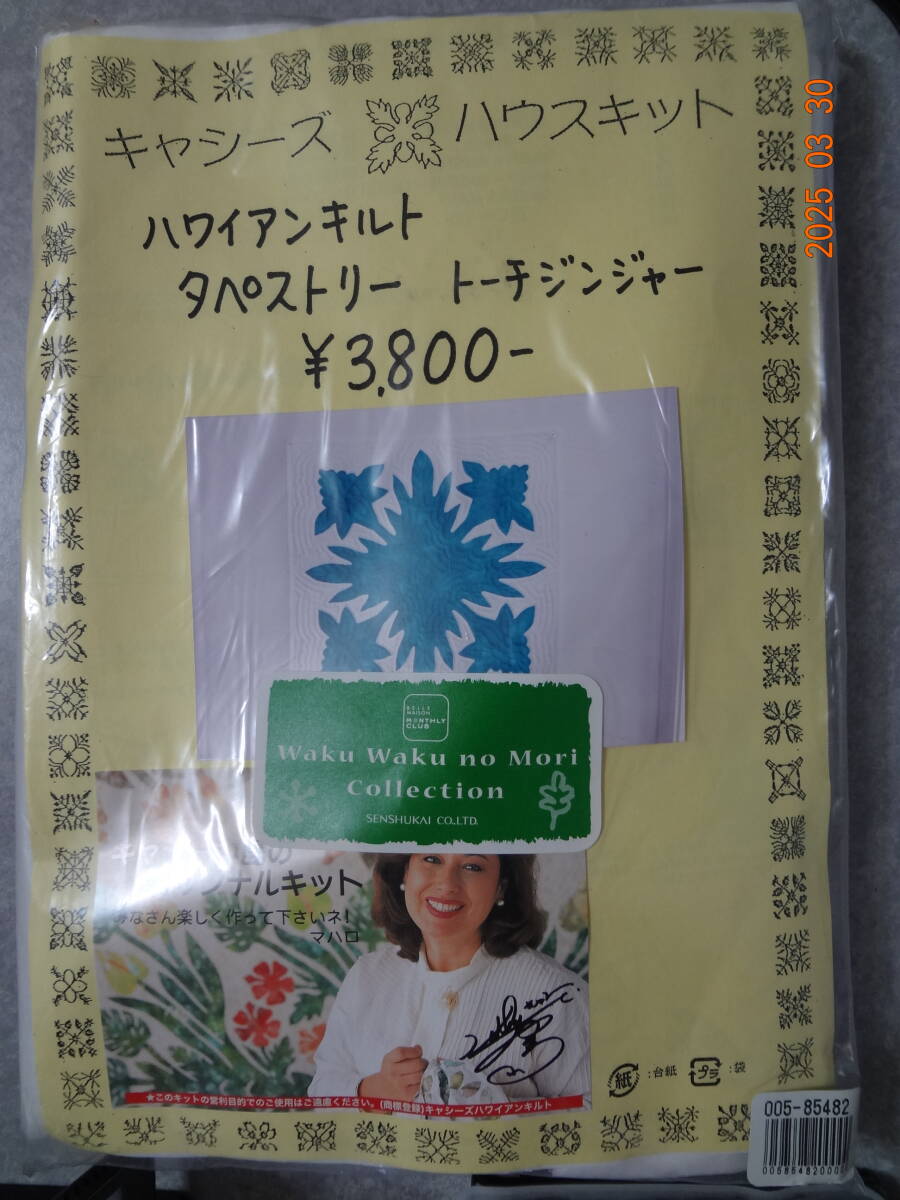 キャシーズ ハウスキット
2025 03 30
ハワイアンキルト
タペストリー トーチジンジャー
¥3,800-
BELLE MAISON
MONTHLY CLUB
Waku Waku no Mori
Collection
SENSHUKAI CO.,LTD.
ナルキット
みなさん楽しく作って下さいネ!
マハロ
★このキットの営利目的でのご使用はご遠慮ください。(商標登録)キャシーズハワイアンキルト
紙 :台紙 プラ :袋
005-85482